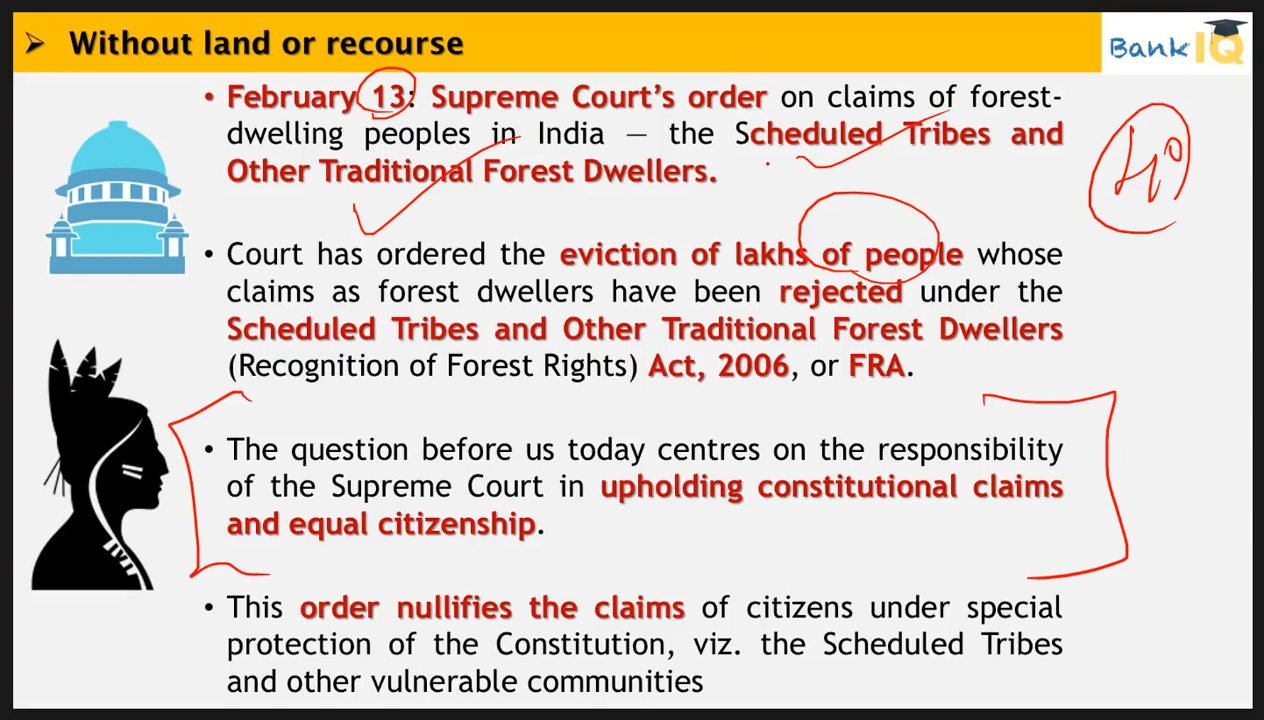 Without land or recourse
Bank IQ
• February 13: Supreme Court's order on claims of forest-
dwelling peoples in India — the Scheduled Tribes and
Other Traditional Forest Dwellers.
• Court has ordered the eviction of lakhs of people whose
claims as forest dwellers have been rejected under the
Scheduled Tribes and Other Traditional Forest Dwellers
(Recognition of Forest Rights) Act, 2006, or FRA.
• The question before us today centres on the responsibility
of the Supreme Court in upholding constitutional claims
and equal citizenship.
• This order nullifies the claims of citizens under special
protection of the Constitution, viz. the Scheduled Tribes
and other vulnerable communities